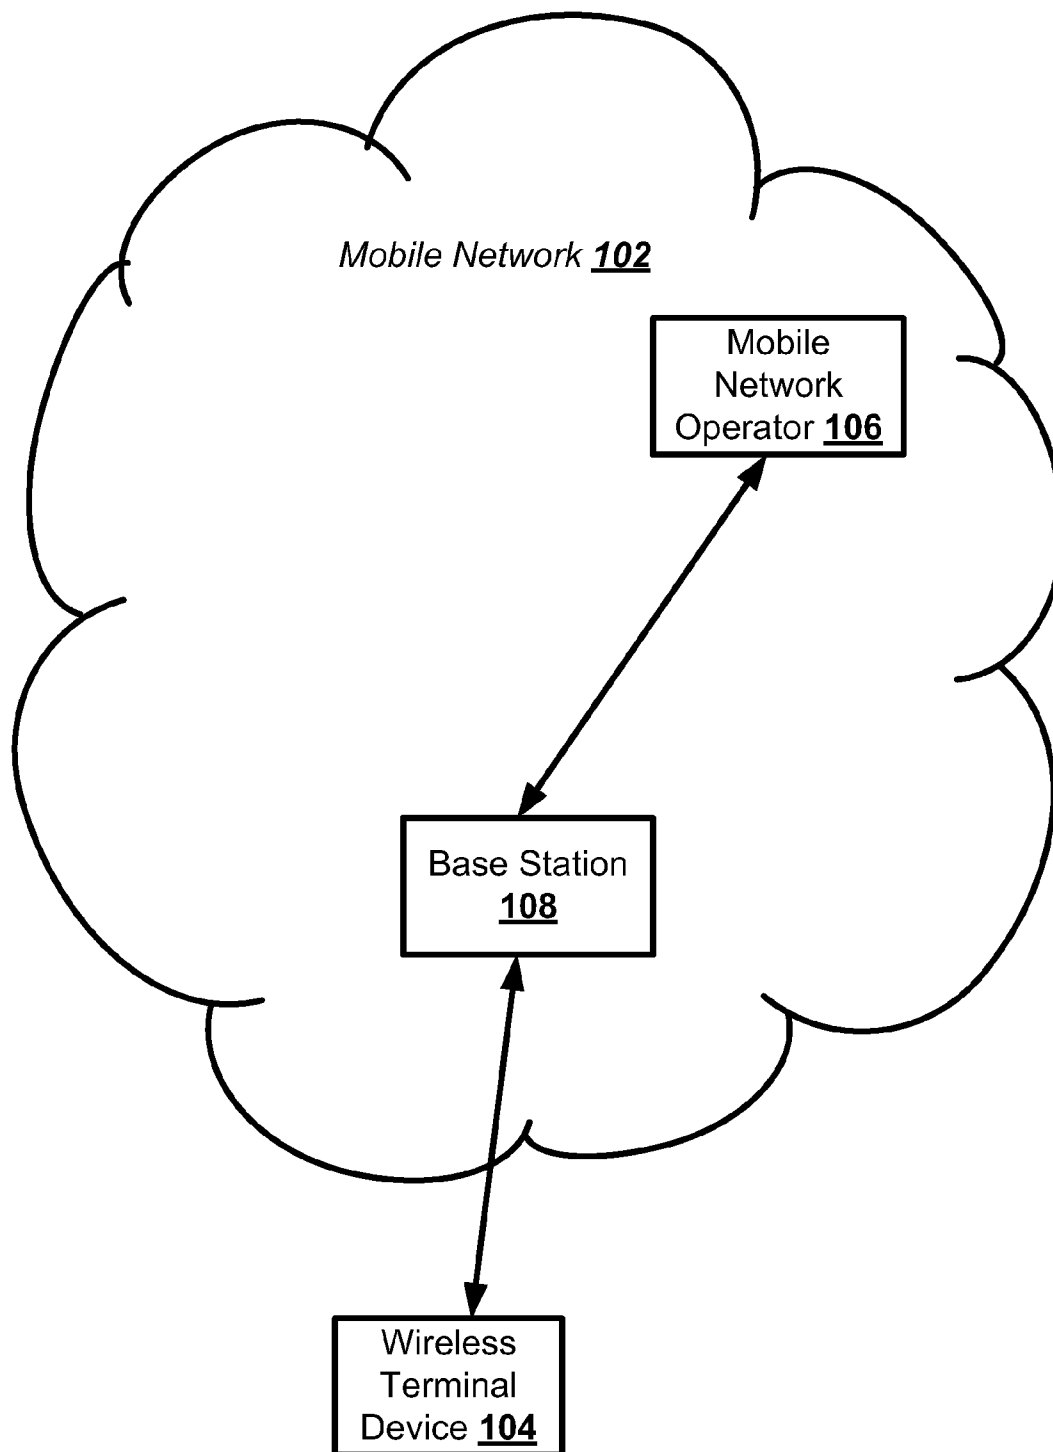 Mobile Network 102
Mobile
Network
Operator 106
Base Station
108
Wireless
Terminal
Device 104